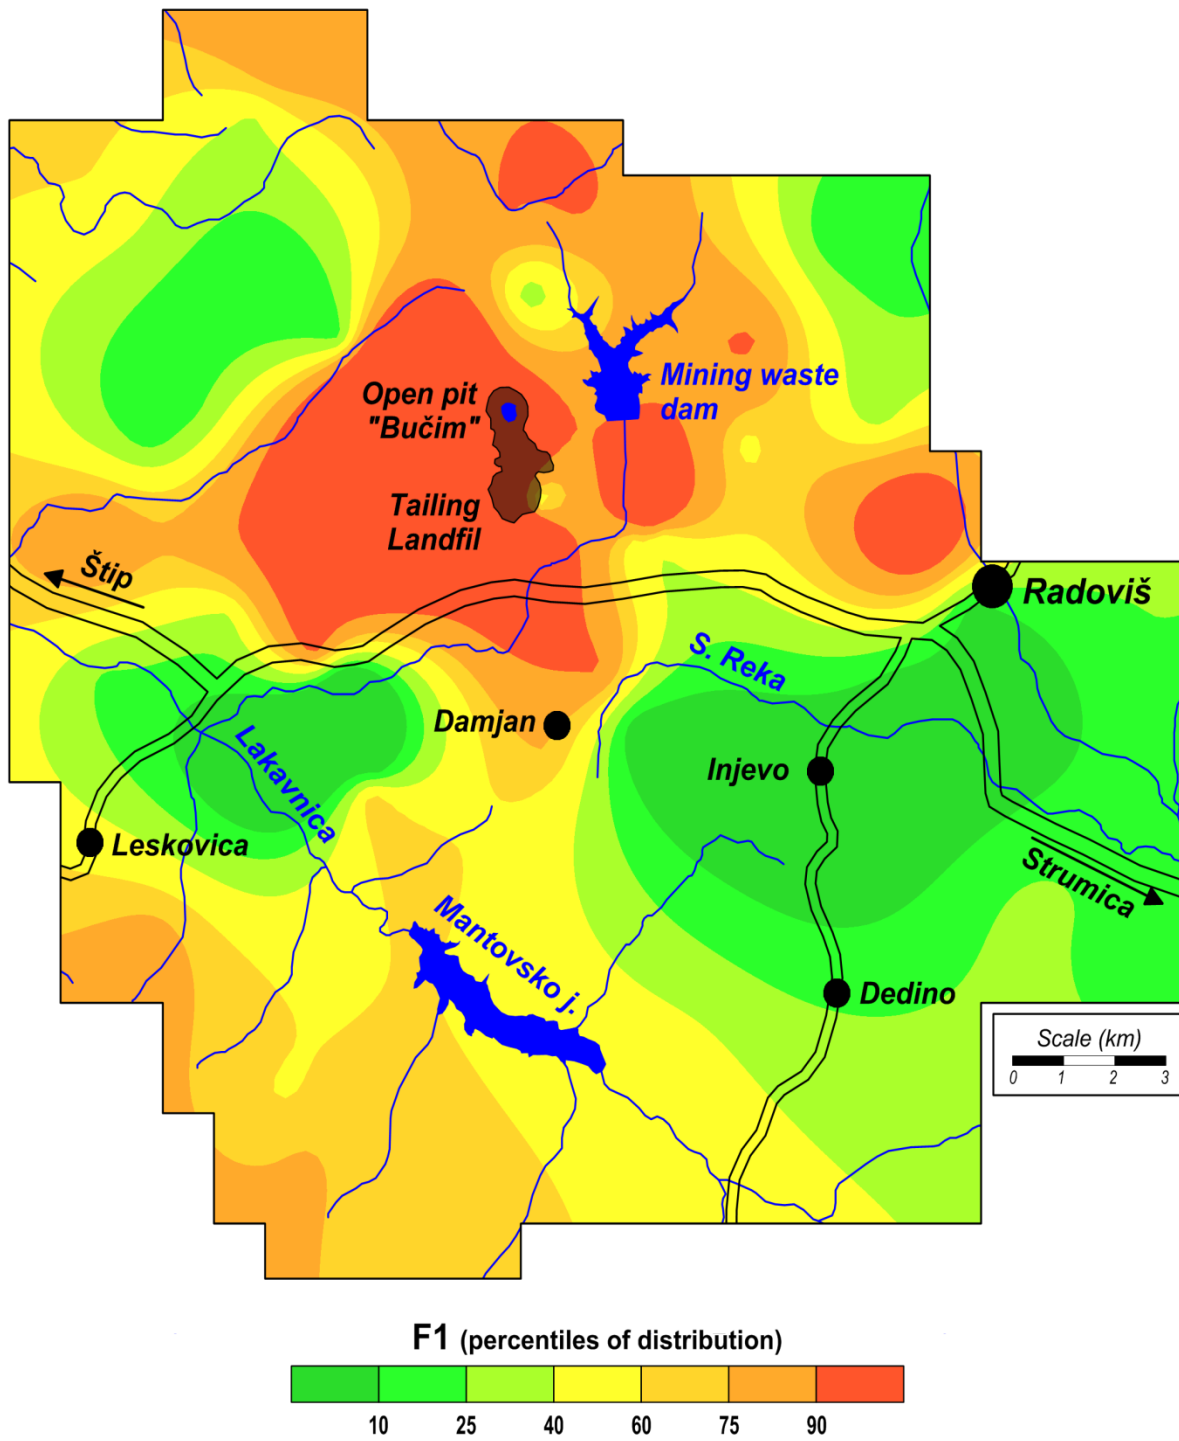 Open pit
"Bučim"
Mining waste
dam
Tailing
Landfil
Štip
Radoviš
S. Reka
Damjan
Injevo
Lakavnica
Leskovica
Strumica
Mantovsko j.
Dedino
Scale (km)
0 1 2 3
F1 (percentiles of distribution)
10 25 40 60 75 90